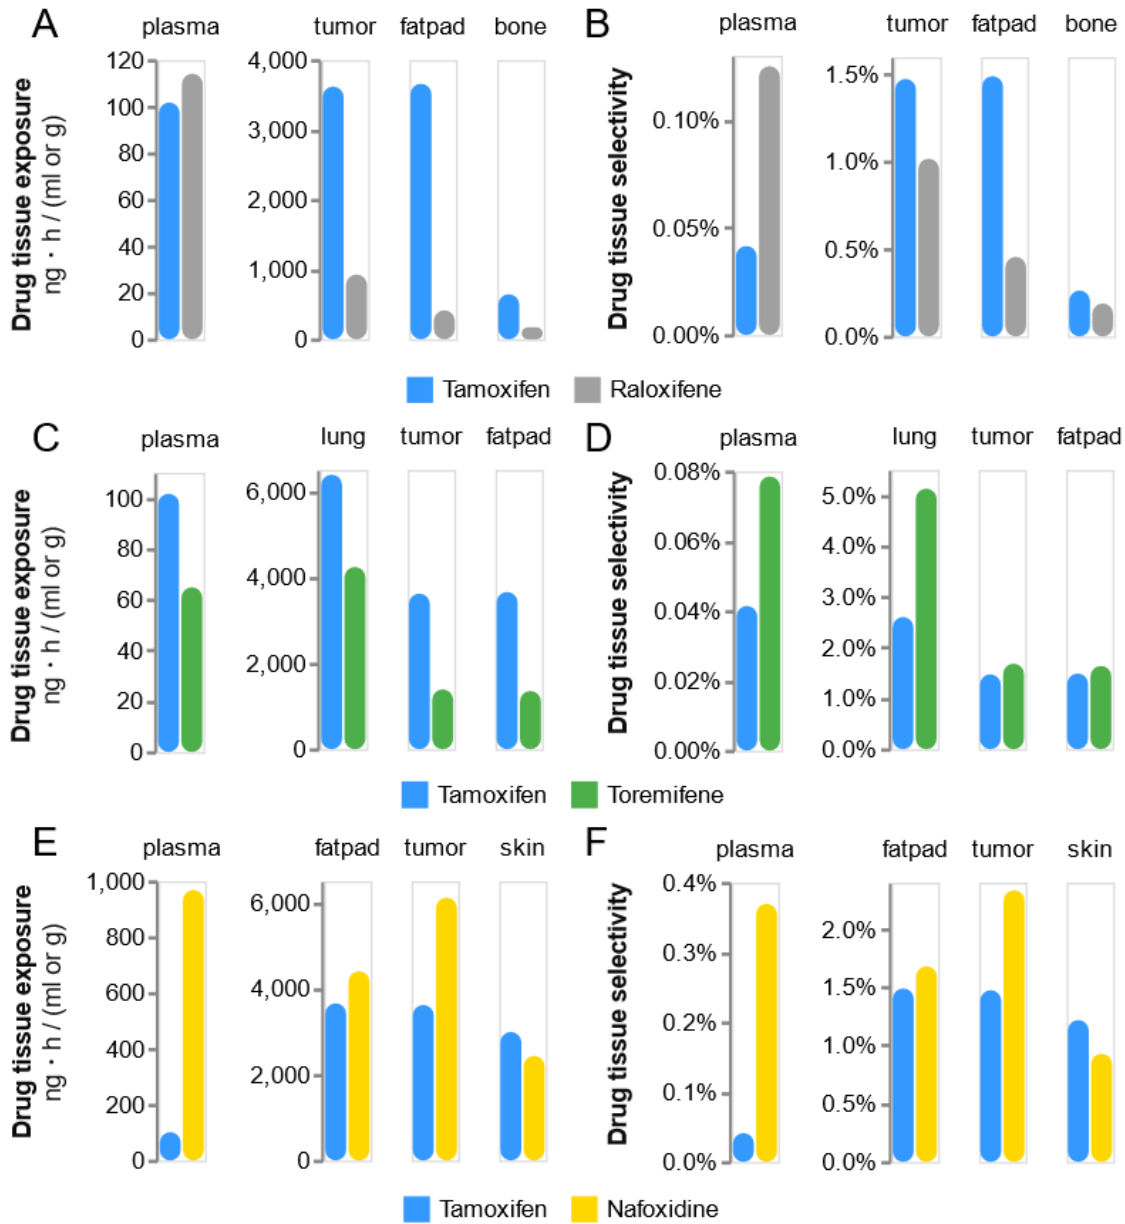 A
plasma
tumor
fatpad
bone
Drug tissue exposure
ng · h / (ml or g)
120
100
80
60
40
20
0
4,000
3,000
2,000
1,000
0
B
plasma
tumor
fatpad
bone
Drug tissue selectivity
0.10%
0.05%
0.00%
1.5%
1.0%
0.5%
0.0%
Tamoxifen
Raloxifene
C
plasma
lung
tumor
fatpad
Drug tissue exposure
ng · h / (ml or g)
100
80
60
40
20
0
6,000
4,000
2,000
0
D
plasma
lung
tumor
fatpad
Drug tissue selectivity
0.08%
0.06%
0.04%
0.02%
0.00%
5.0%
4.0%
3.0%
2.0%
1.0%
0.0%
Tamoxifen
Toremifene
E
plasma
fatpad
tumor
skin
Drug tissue exposure
ng · h / (ml or g)
1,000
800
600
400
200
0
6,000
4,000
2,000
0
F
plasma
fatpad
tumor
skin
Drug tissue selectivity
0.4%
0.3%
0.2%
0.1%
0.0%
2.0%
1.5%
1.0%
0.5%
0.0%
Tamoxifen
Nafoxidine